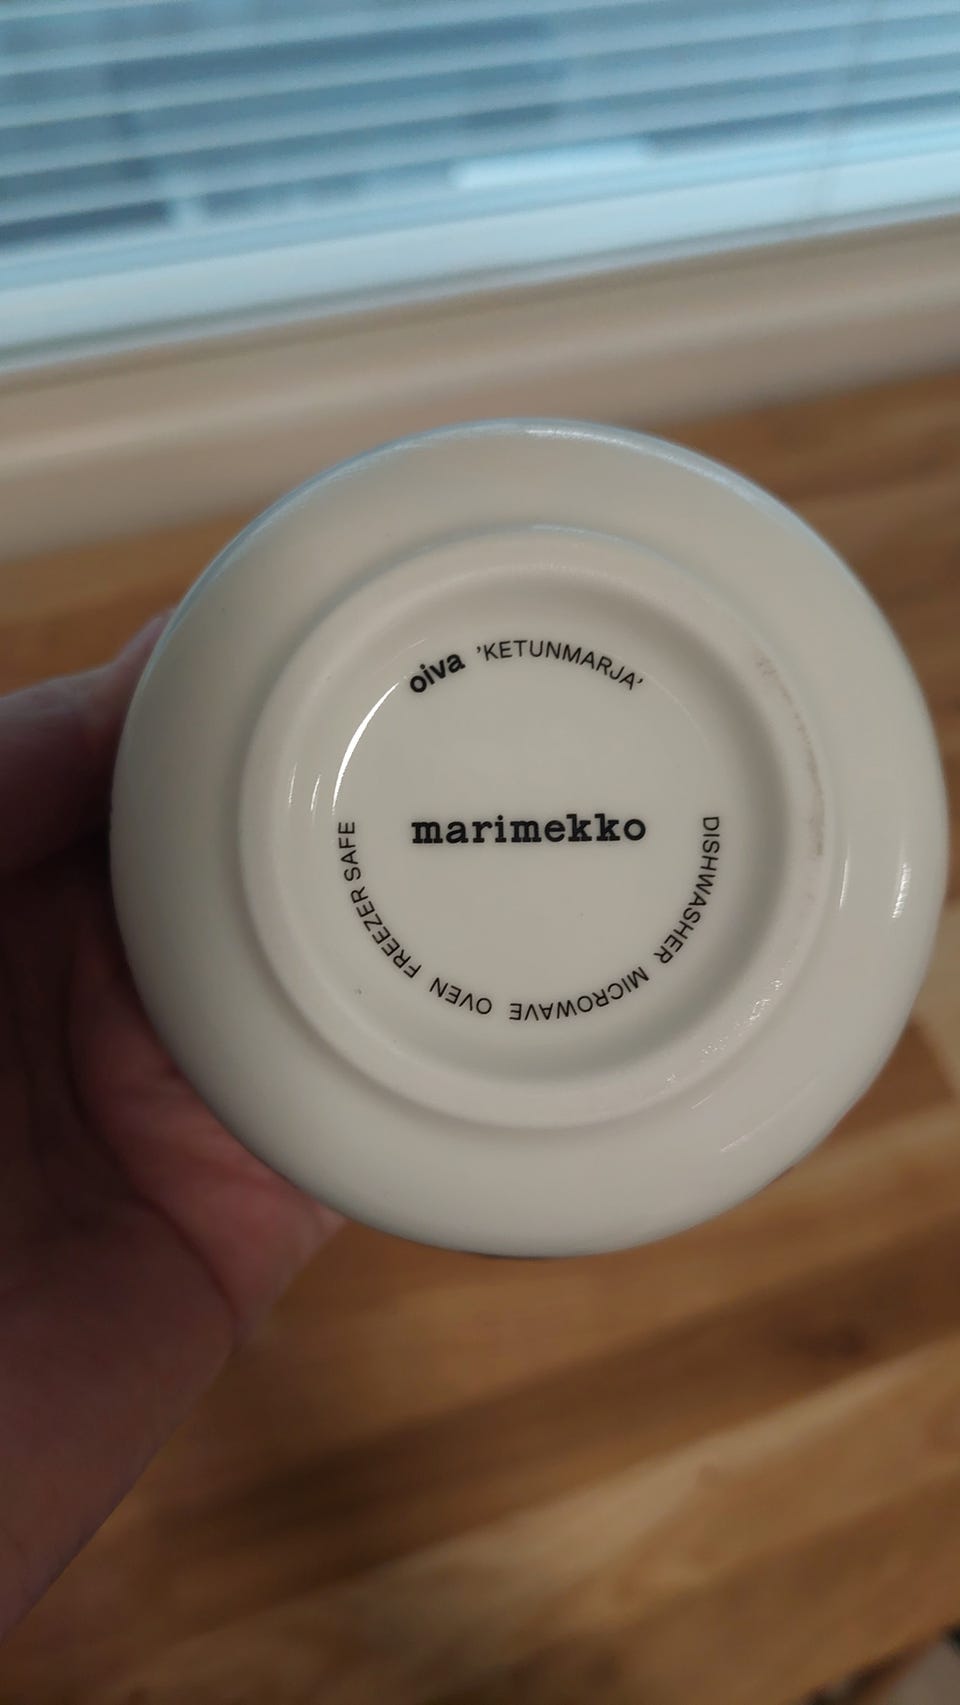 oiva ’KETUNMARJA’
marimekko
DISHWASHER MICROWAVE OVEN FREEZER SAFE